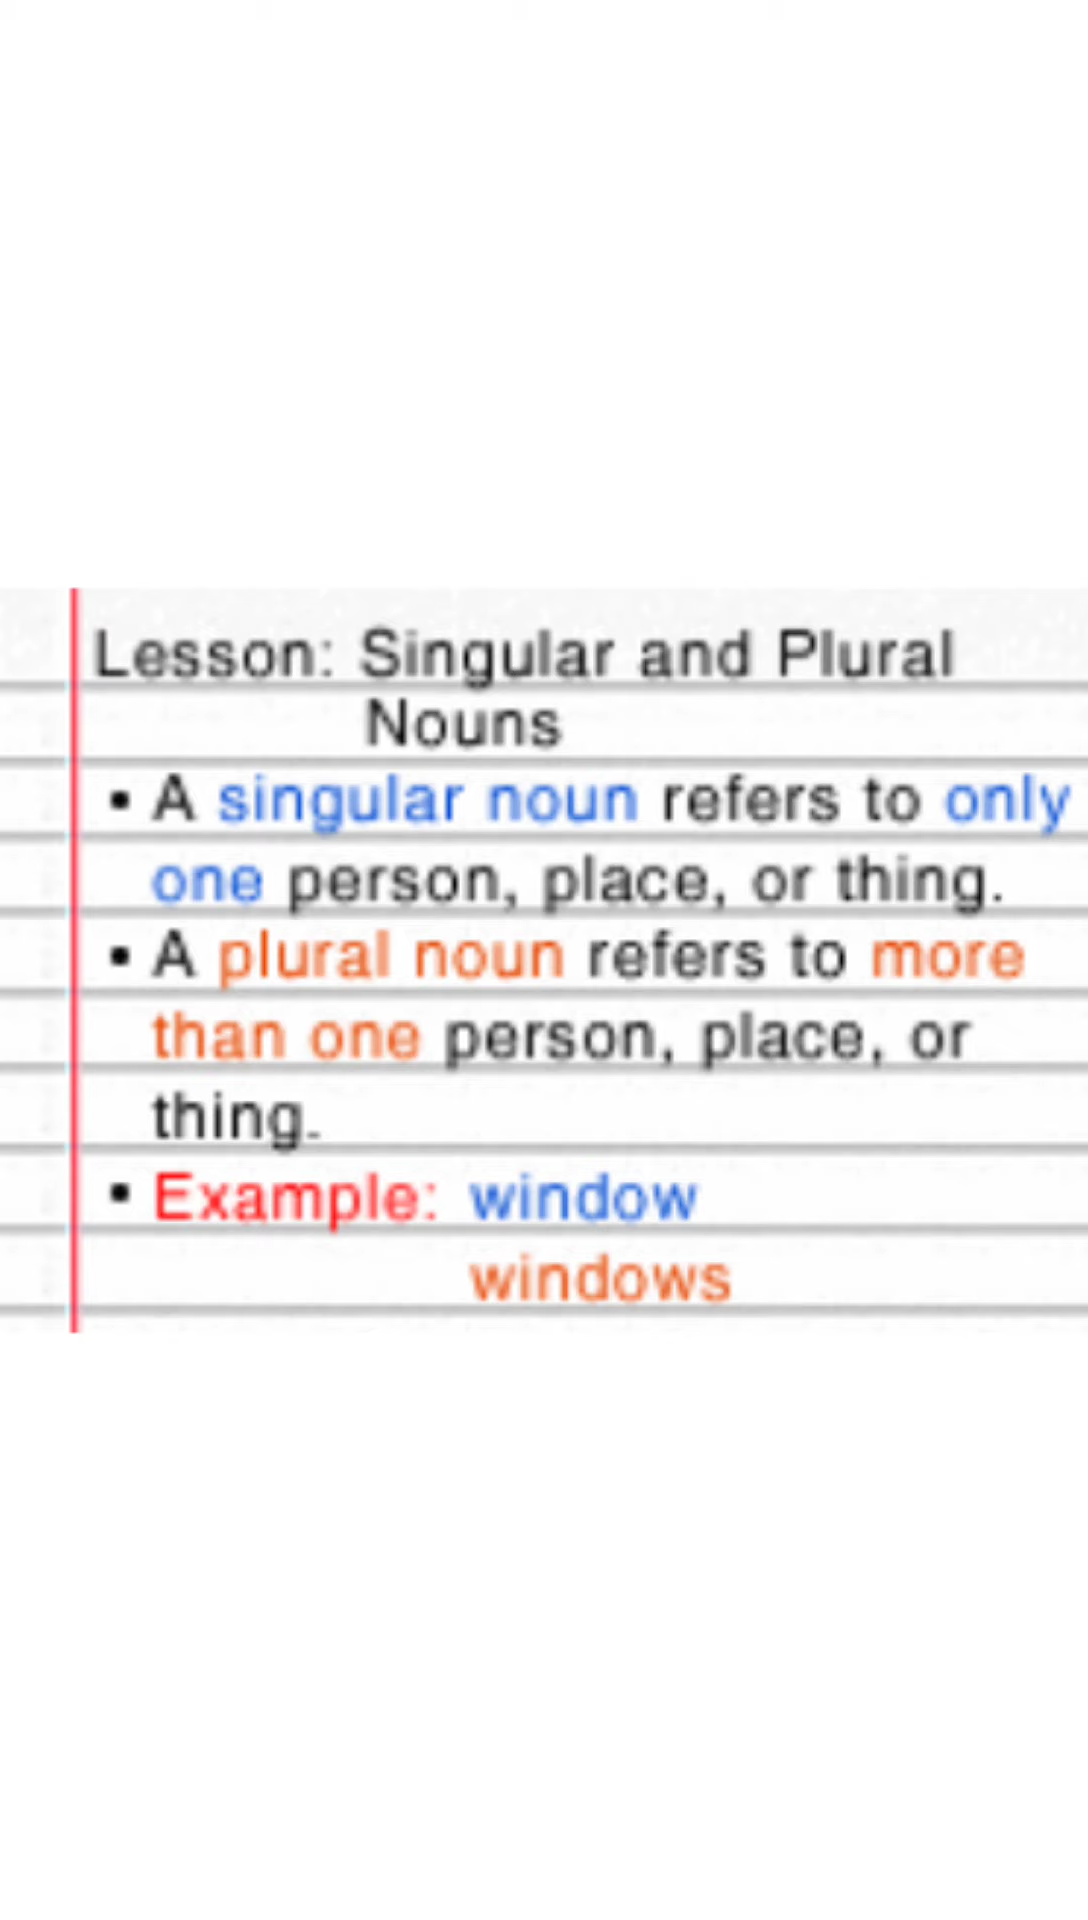 Lesson: Singular and Plural
Nouns
• A singular noun refers to only
one person, place, or thing.
• A plural noun refers to more
than one person, place, or
thing.
• Example: window
windows